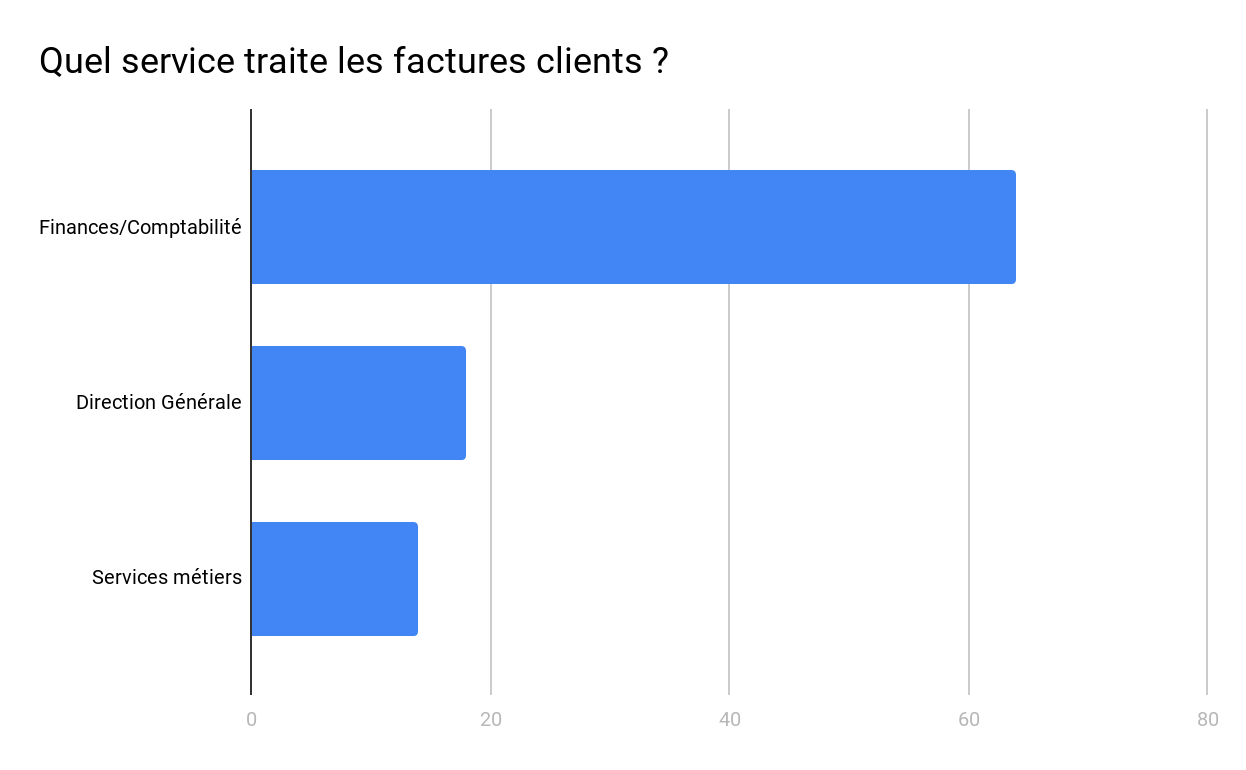 Quel service traite les factures clients ?
Finances/Comptabilité
Direction Générale
Services métiers
0 20 40 60 80